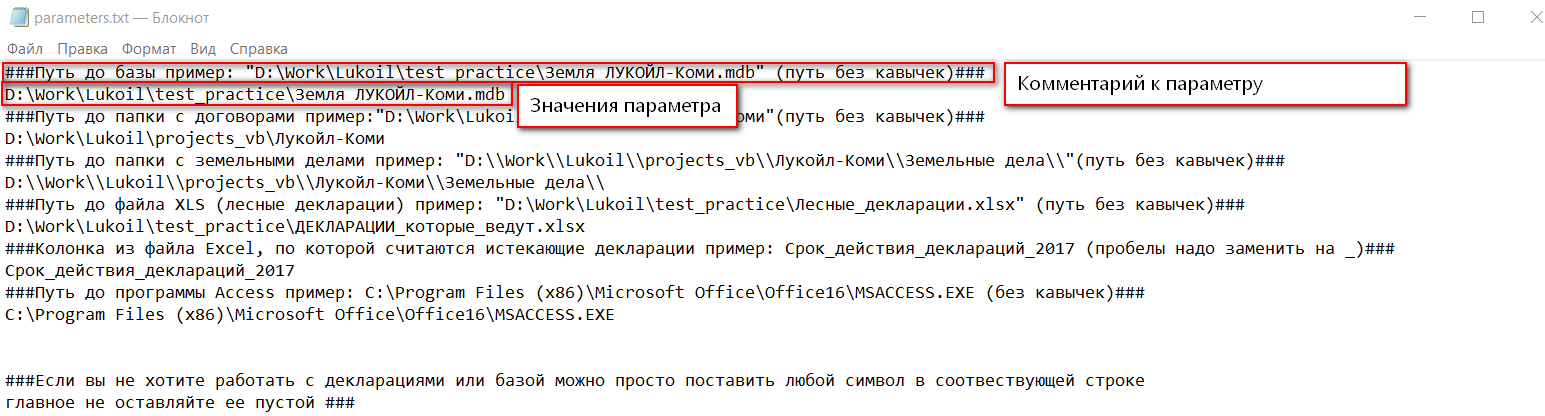 parameters.txt — Блокнот
Файл Правка Формат Вид Справка
###Путь до базы пример: "D:\Work\Lukoil\test_practice\Земля ЛУКОЙЛ-Коми.mdb" (путь без кавычек)###
Комментарий к параметру
D:\Work\Lukoil\test_practice\Земля ЛУКОЙЛ-Коми.mdb
Значения параметра
###Путь до папки с договорами пример:"D:\Work\Lukoi оми"(путь без кавычек)###
D:\Work\Lukoil\projects_vb\Лукойл-Коми
###Путь до папки с земельными делами пример: "D:\\Work\\Lukoil\\projects_vb\\Лукойл-Коми\\Земельные дела\\"(путь без кавычек)###
D:\\Work\\Lukoil\\projects_vb\\Лукойл-Коми\\Земельные дела\\
###Путь до файла XLS (лесные декларации) пример: "D:\Work\Lukoil\test_practice\Лесные_декларации.xlsx" (путь без кавычек)###
D:\Work\Lukoil\test_practice\ДЕКЛАРАЦИИ_которые_ведут.xlsx
###Колонка из файла Excel, по которой считаются истекающие декларации пример: Срок_действия_деклараций_2017 (пробелы надо заменить на _)###
Срок_действия_деклараций_2017
###Путь до программы Access пример: C:\Program Files (x86)\Microsoft Office\Office16\MSACCESS.EXE (без кавычек)###
C:\Program Files (x86)\Microsoft Office\Office16\MSACCESS.EXE
###Если вы не хотите работать с декларациями или базой можно просто поставить любой символ в соотвествующей строке
главное не оставляйте ее пустой ###